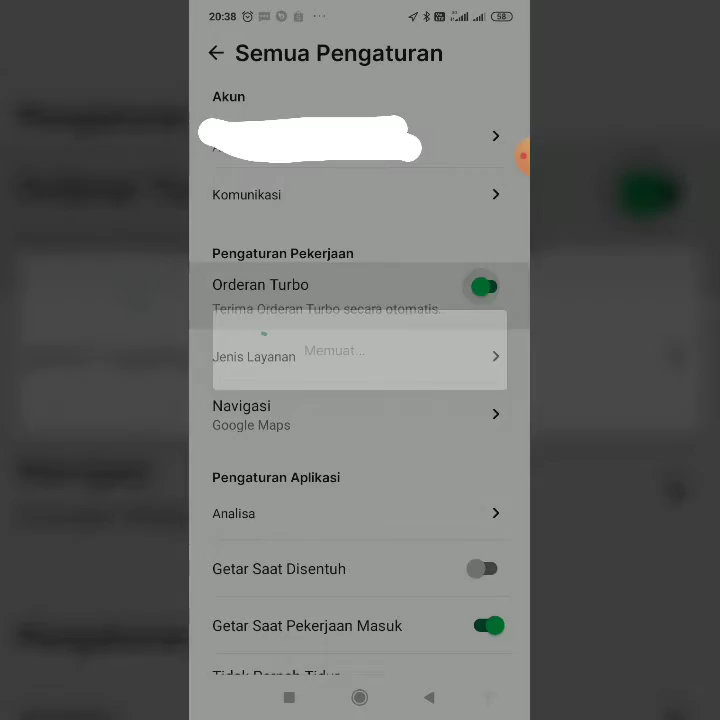 20:38
58
Semua Pengaturan
Akun
Komunikasi
Pengaturan Pekerjaan
Orderan Turbo
Terima Orderan Turbo secara otomatis.
Memuat...
Jenis Layanan
Navigasi
Google Maps
Pengaturan Aplikasi
Analisa
Getar Saat Disentuh
Getar Saat Pekerjaan Masuk